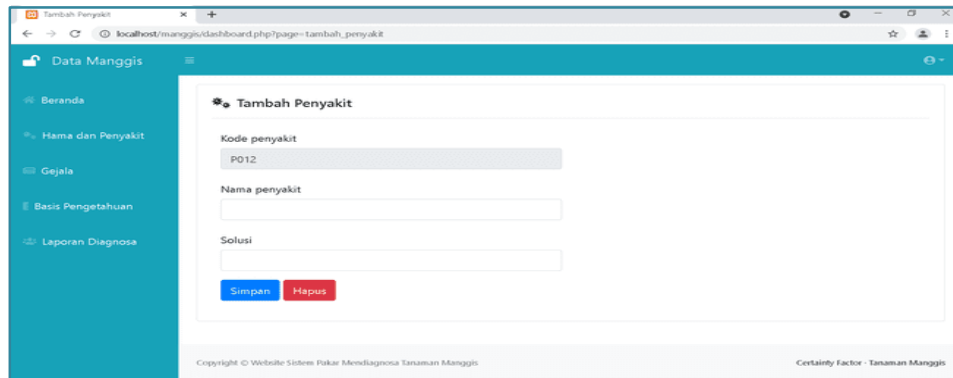 Tambah Penyakit
localhost/manggis/dashboard.php?page=tambah_penyakit
Data Manggis
Beranda
Hama dan Penyakit
Gejala
Basis Pengetahuan
Laporan Diagnosa
Tambah Penyakit
Kode penyakit
P012
Nama penyakit
Solusi
Simpan
Hapus
Copyright © Website Sistem Pakar Mendiagnosa Tanaman Manggis
Certainty Factor - Tanaman Manggis